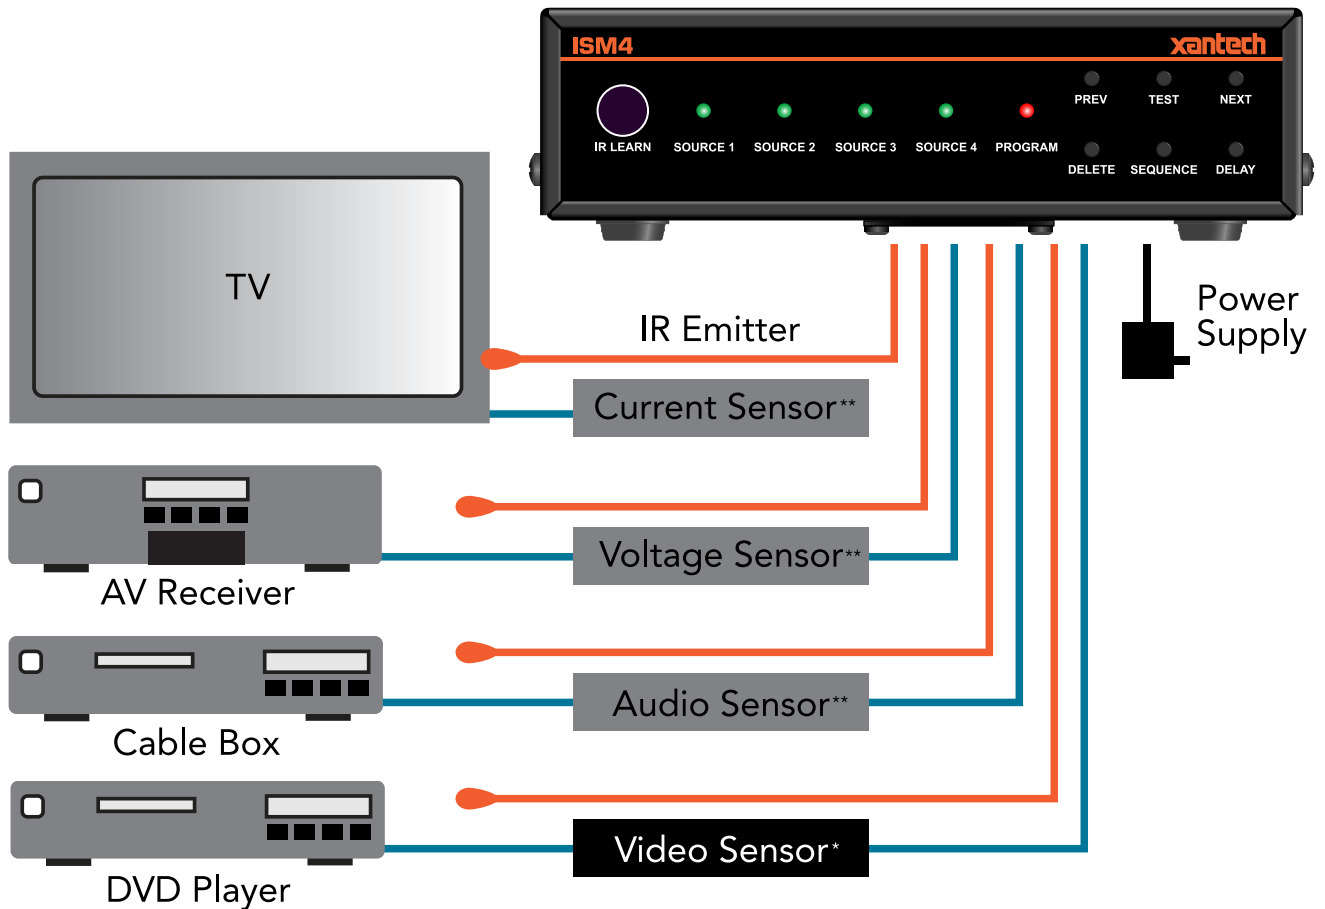 ISM4
xantech
PREV TEST NEXT
IR LEARN SOURCE 1 SOURCE 2 SOURCE 3 SOURCE 4 PROGRAM
DELETE SEQUENCE DELAY
TV
IR Emitter
Power
Supply
Current Sensor**
Voltage Sensor**
AV Receiver
Audio Sensor**
Cable Box
Video Sensor*
DVD Player